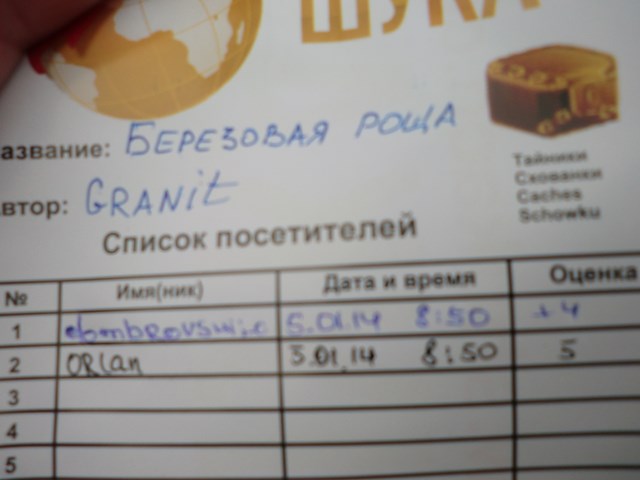 ШУКА
азвание: БЕРЕЗОВАЯ РОЩА
втор: GRANit
Тайники
Схованки
Caches
Schowku
Список посетителей
№ Имя(ник) Дата и время Оценка
1 5.01.14 8:50 +4
2 ORLan 5.01.14 8:50 5
3
4
5